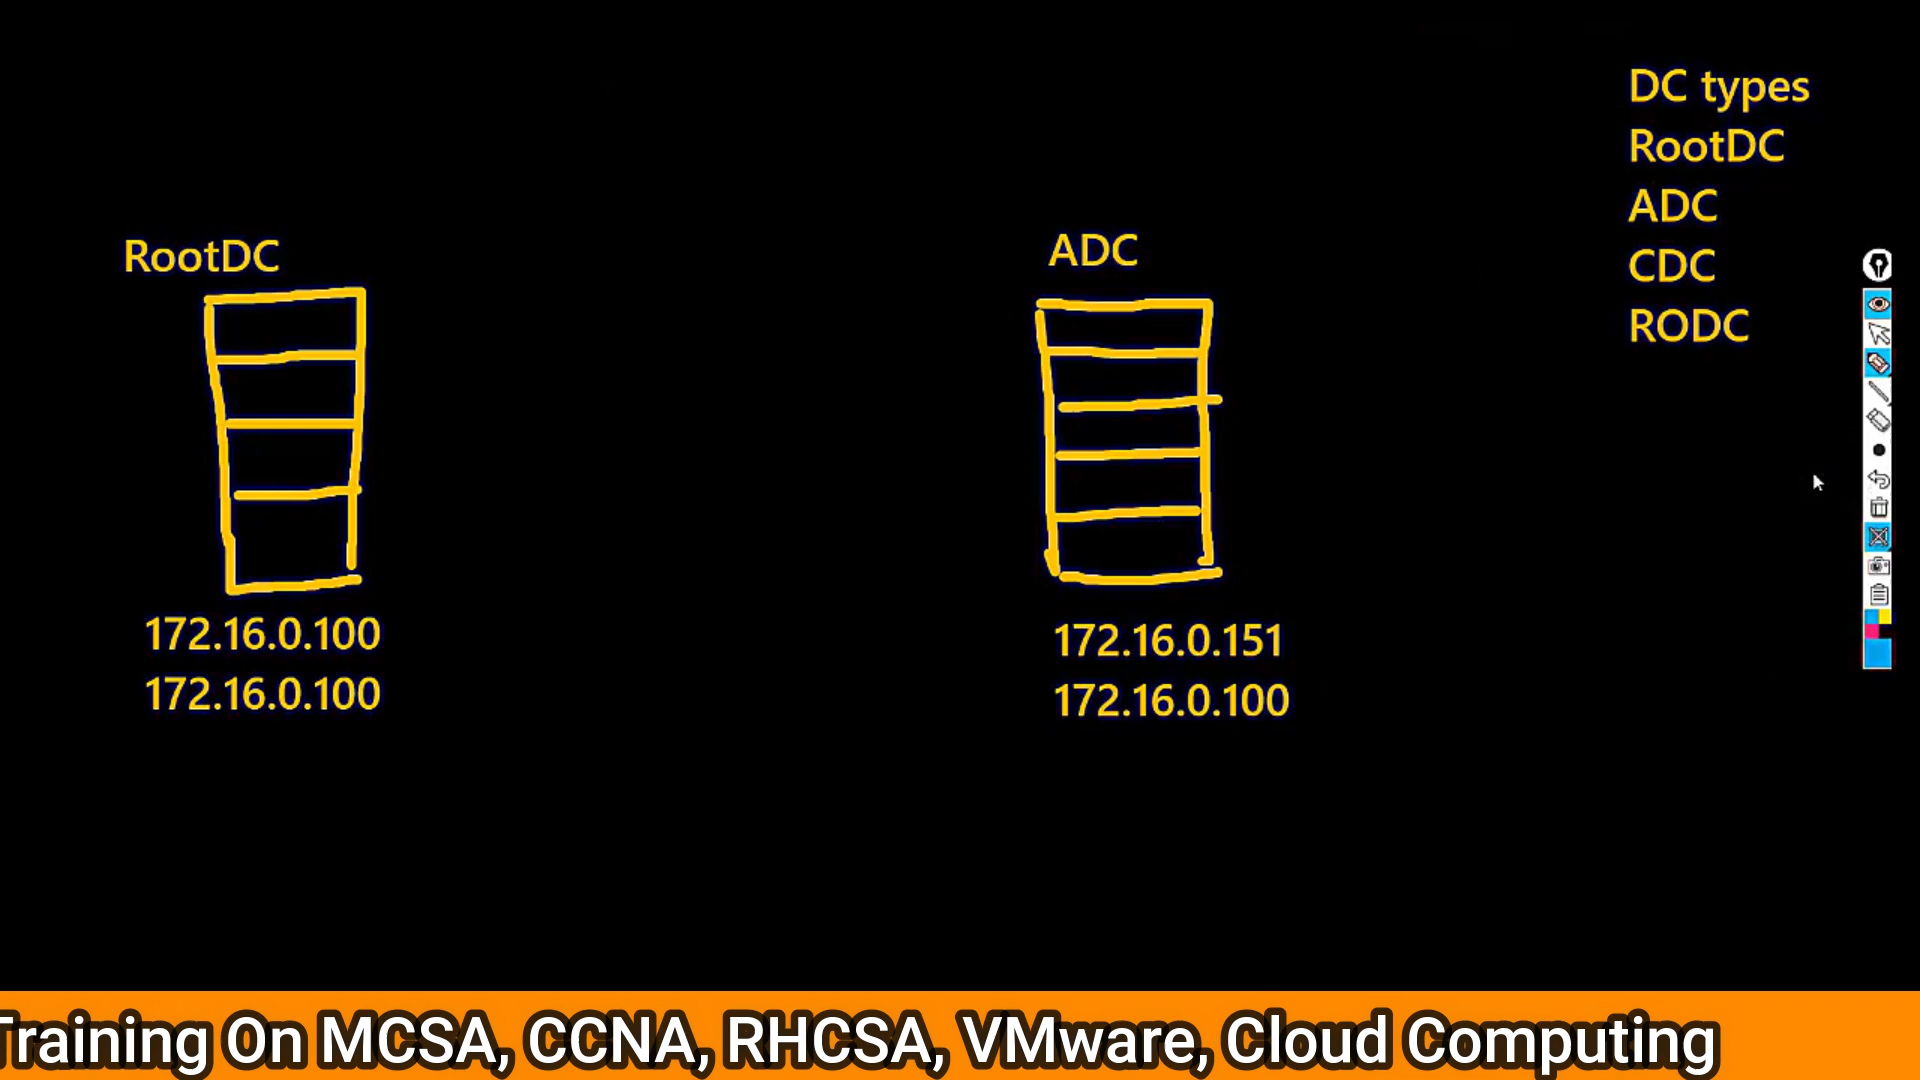 DC types
RootDC
ADC
CDC
RODC
RootDC
172.16.0.100
172.16.0.100
ADC
172.16.0.151
172.16.0.100
Training On MCSA, CCNA, RHCSA, VMware, Cloud Computing